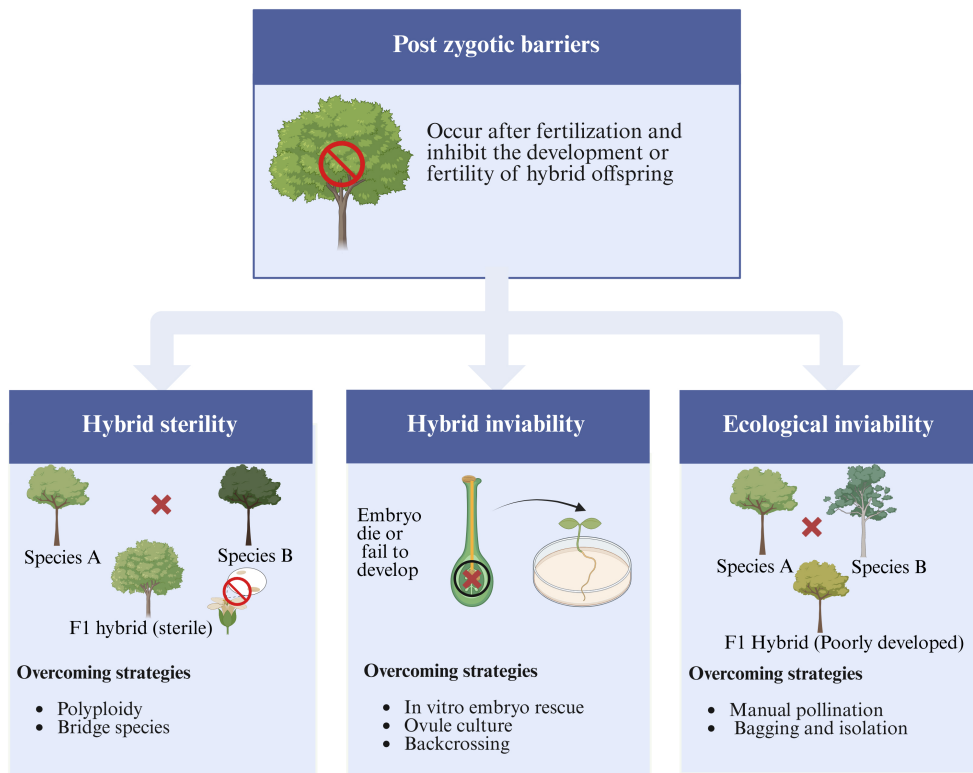 Post zygotic barriers
Occur after fertilization and
inhibit the development or
fertility of hybrid offspring
Hybrid sterility
Species A
Species B
F1 hybrid (sterile)
Overcoming strategies
• Polyploidy
• Bridge species
Hybrid inviability
Embryo
die or
fail to
develop
Overcoming strategies
• In vitro embryo rescue
• Ovule culture
• Backcrossing
Ecological inviability
Species A
Species B
F1 Hybrid (Poorly developed)
Overcoming strategies
• Manual pollination
• Bagging and isolation